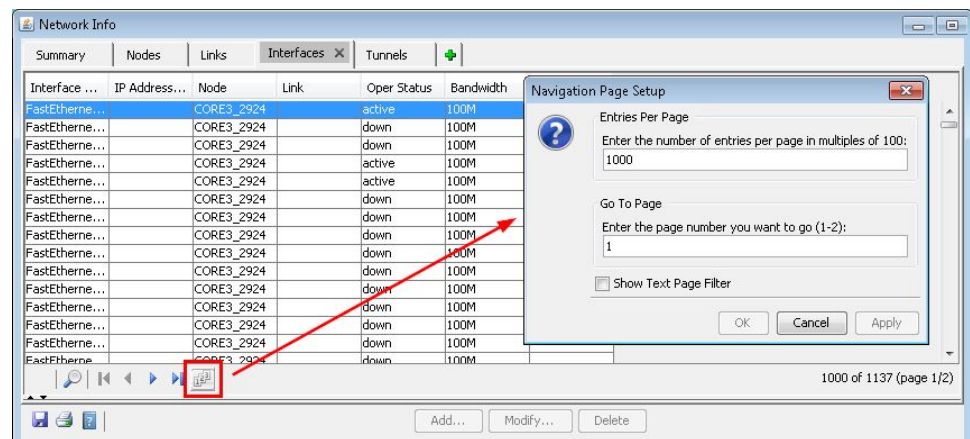 Network Info
Summary Nodes Links Interfaces Tunnels
Interface ... IP Address... Node Link Oper Status Bandwidth
FastEtherne... CORE3_2924 active 100M
FastEtherne... CORE3_2924 down 100M
FastEtherne... CORE3_2924 down 100M
FastEtherne... CORE3_2924 active 100M
FastEtherne... CORE3_2924 active 100M
FastEtherne... CORE3_2924 down 100M
FastEtherne... CORE3_2924 down 100M
FastEtherne... CORE3_2924 down 100M
FastEtherne... CORE3_2924 down 100M
FastEtherne... CORE3_2924 down 100M
FastEtherne... CORE3_2924 down 100M
FastEtherne... CORE3_2924 down 100M
FastEtherne... CORE3_2924 down 100M
FastEtherne... CORE3_2924 down 100M
FastEtherne CORE3_2924 down 100M
Navigation Page Setup
Entries Per Page
Enter the number of entries per page in multiples of 100:
1000
Go To Page
Enter the page number you want to go (1-2):
1
Show Text Page Filter
OK Cancel Apply
1000 of 1137 (page 1/2)
Add... Modify... Delete